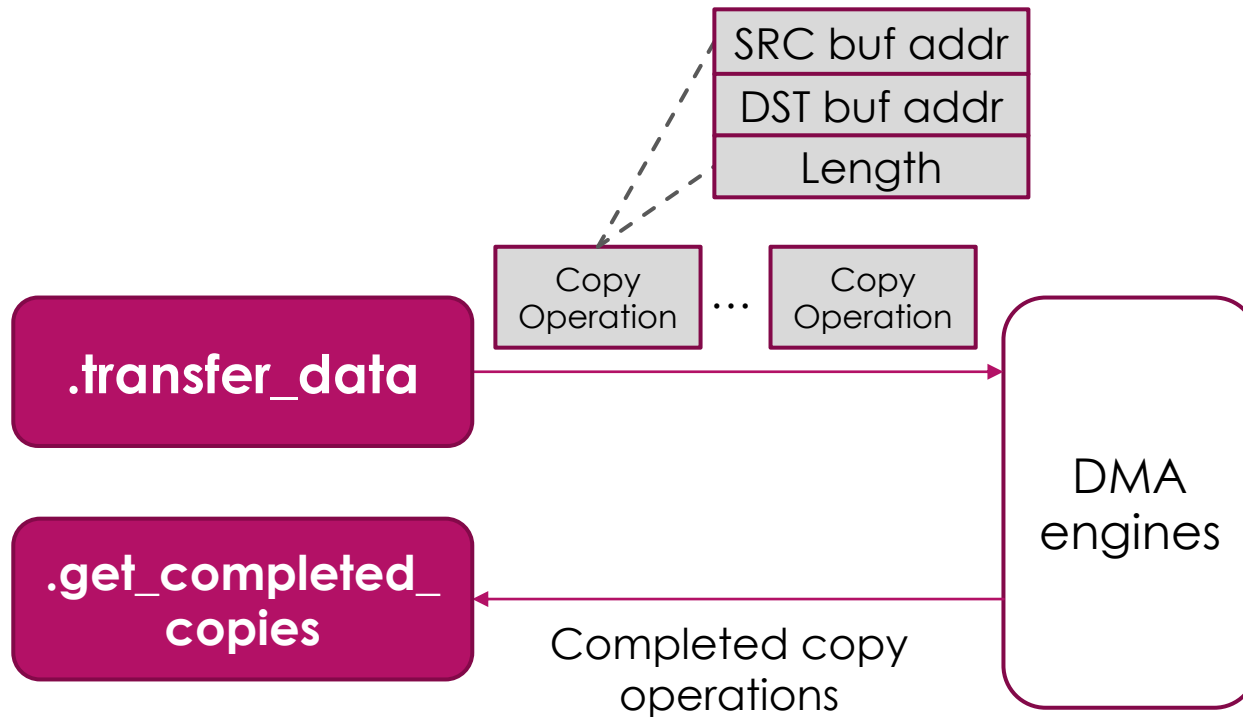 SRC buf addr
DST buf addr
Length
Copy
Operation
...
Copy
Operation
.transfer_data
DMA
engines
.get_completed_
copies
Completed copy
operations